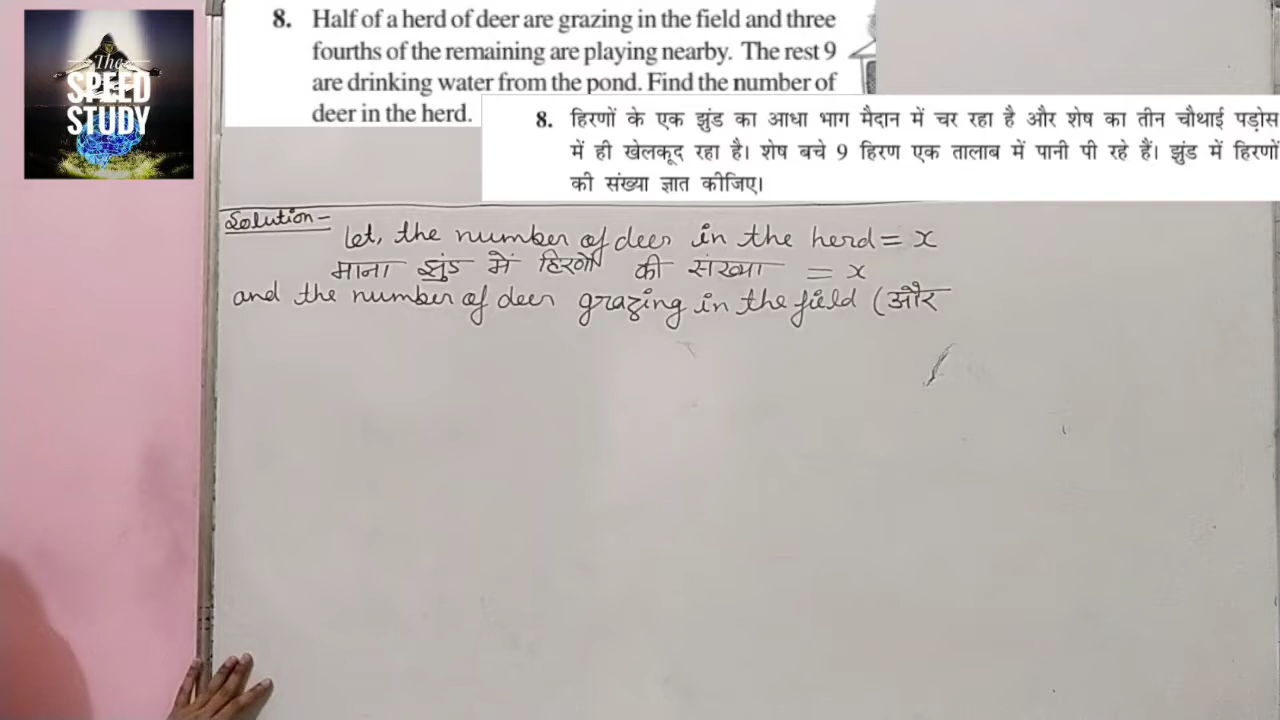 The
SPEED
STUDY
8. Half of a herd of deer are grazing in the field and three
fourths of the remaining are playing nearby. The rest 9
are drinking water from the pond. Find the number of
deer in the herd.
8. हिरणों के एक झुंड का आधा भाग मैदान में चर रहा है और शेष का तीन चौथाई पड़ोस
में ही खेलकूद रहा है। शेष बचे 9 हिरण एक तालाब में पानी पी रहे हैं। झुंड में हिरणों
की संख्या ज्ञात कीजिए।
Solution-
Let, the number of deer in the herd = x
माना झुंड में हिरणों की संख्या = x
and the number of deer grazing in the field (और